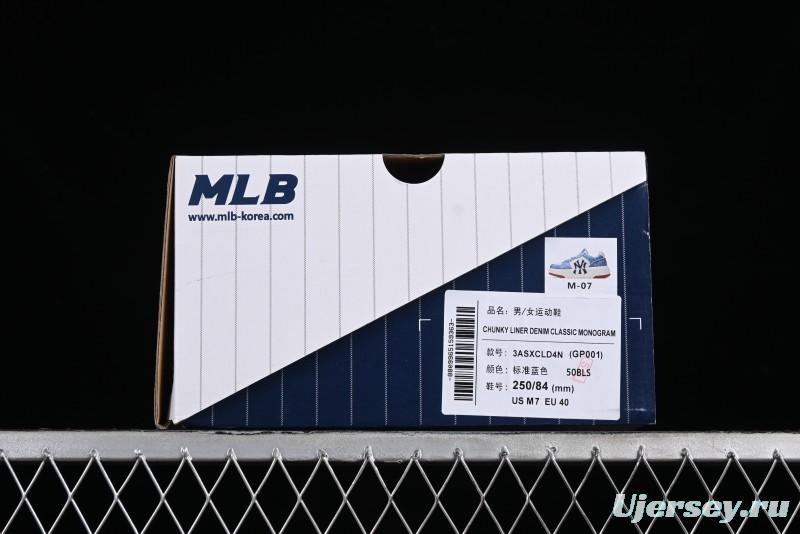 MLB
www.mlb-korea.com
NY
M-07
品名：男/女运动鞋
CHUNKY LINER DENIM CLASSIC MONOGRAM
款号：3ASXCLD4N (GP001)
颜色：标准蓝色 50BLS
鞋号：250/84 (mm)
US M7 EU 40
Ujersey.ru